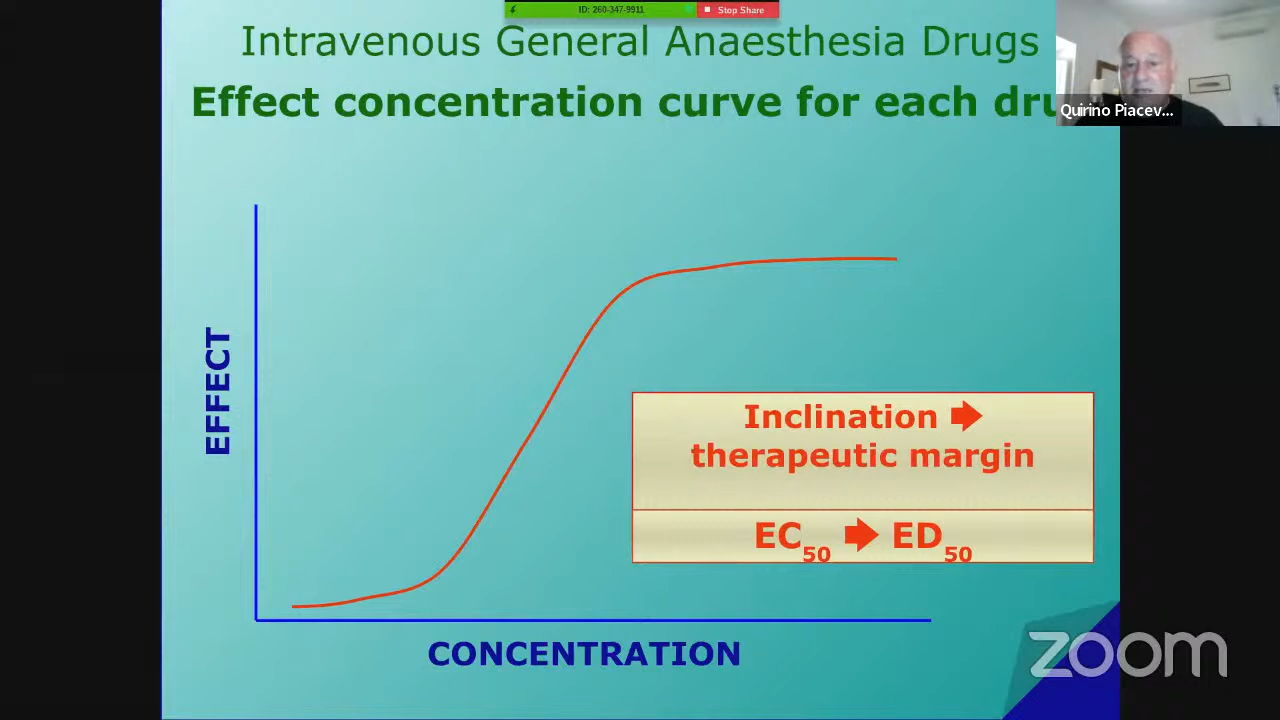 ID: 260-347-9911
Stop Share
Intravenous General Anaesthesia Drugs
Effect concentration curve for each dru
Quirino Piacev...
EFFECT
Inclination
therapeutic margin
EC50 ED50
CONCENTRATION
zoom